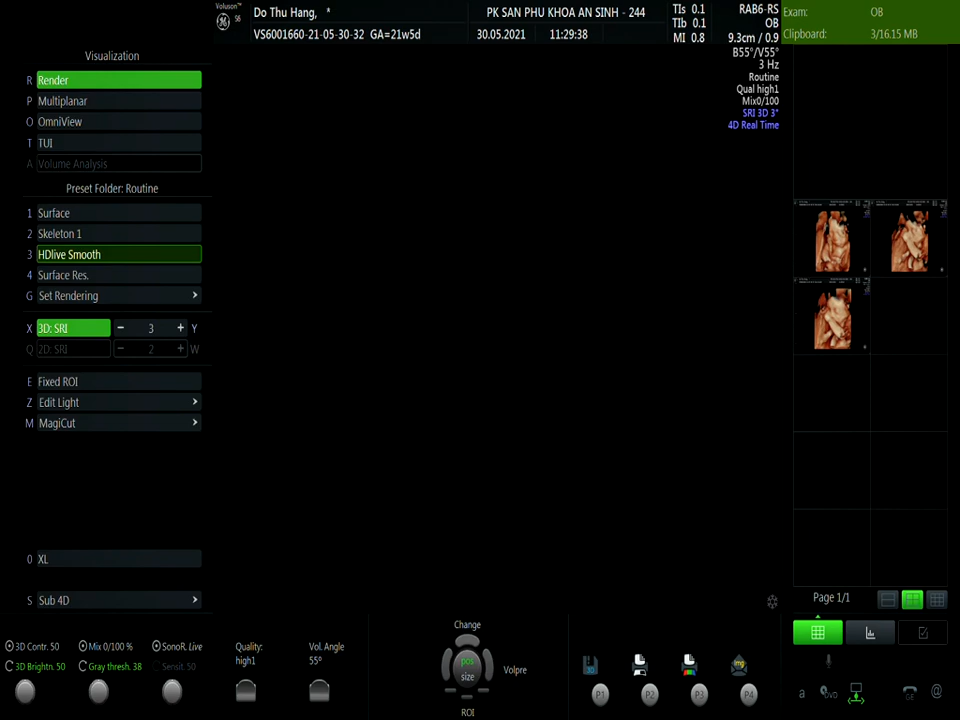 Voluson™
S6
Do Thu Hang, *
PK SAN PHU KHOA AN SINH - 244
VS6001660-21-05-30-32 GA=21w5d
30.05.2021 11:29:38
TIs 0.1
TIb 0.1
MI 0.8
RAB6-RS
OB
9.3cm / 0.9
B55°/V55°
3 Hz
Routine
Qual high1
Mix0/100
SRI 3D 3*
4D Real Time
Exam: OB
Clipboard: 3/16.15 MB
Visualization
R Render
P Multiplanar
O OmniView
T TUI
A Volume Analysis
Preset Folder: Routine
1 Surface
2 Skeleton 1
3 HDlive Smooth
4 Surface Res.
G Set Rendering >
X 3D: SRI − 3 + Y
Q 2D: SRI − 2 + W
E Fixed ROI
Z Edit Light >
M MagiCut >
0 XL
S Sub 4D >
Page 1/1
3D Contr. 50
3D Brightn. 50
Mix 0/100 %
Gray thresh. 38
SonoR. Live
Sensit. 50
Quality:
high1
Vol. Angle
55°
Change
pos
size
Volpre
ROI
img
P1 P2 P3 P4
a DVD @